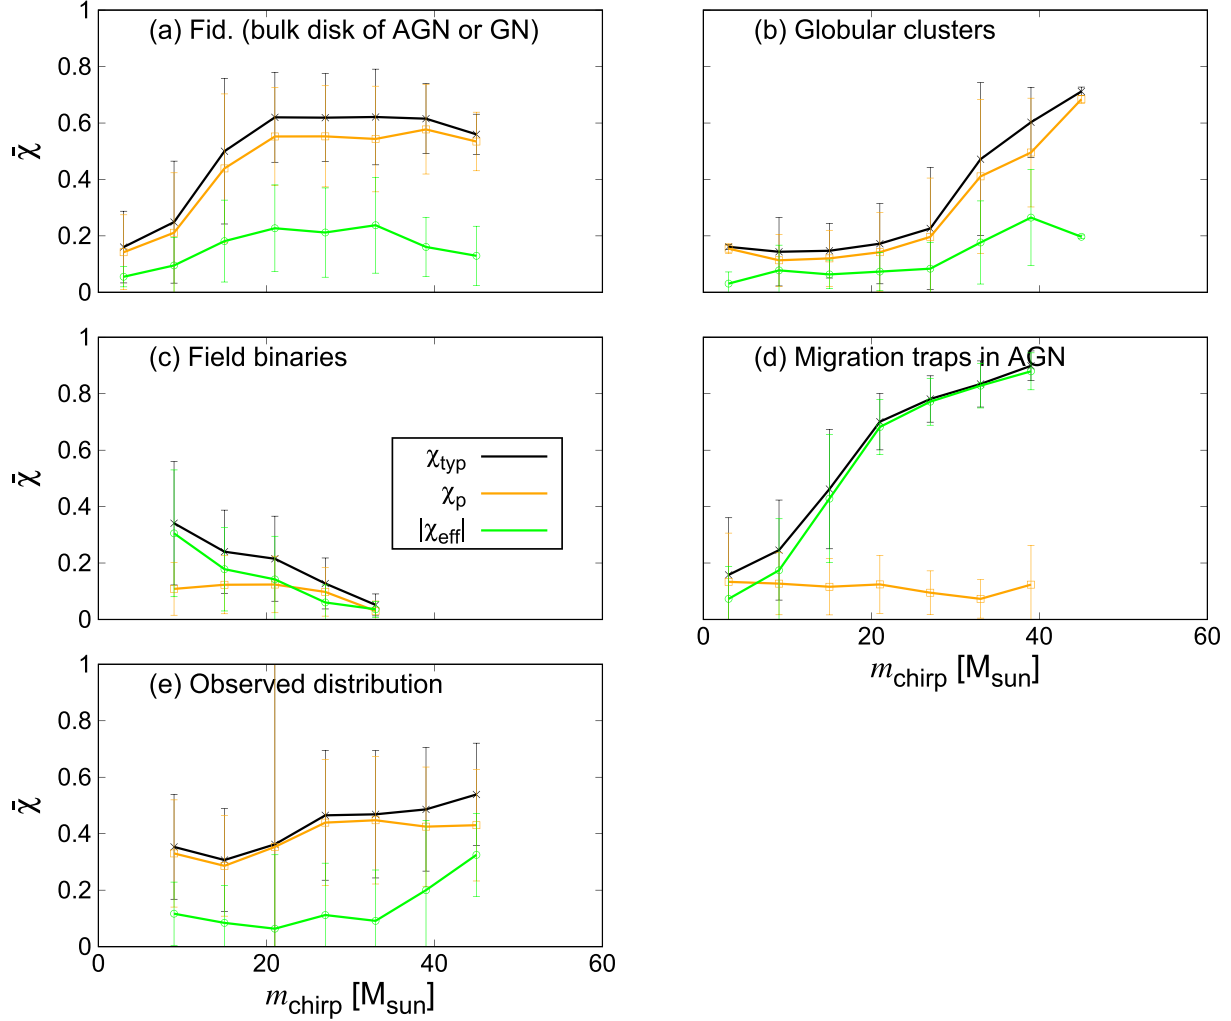 (a) Fid. (bulk disk of AGN or GN)
1
0.8
0.6
0.4
0.2
0
χ̄
(b) Globular clusters
(c) Field binaries
1
0.8
0.6
0.4
0.2
0
χ̄
χtyp
χp
|χeff|
(d) Migration traps in AGN
0 20 40 60
mchirp [Msun]
(e) Observed distribution
1
0.8
0.6
0.4
0.2
0
χ̄
0 20 40 60
mchirp [Msun]